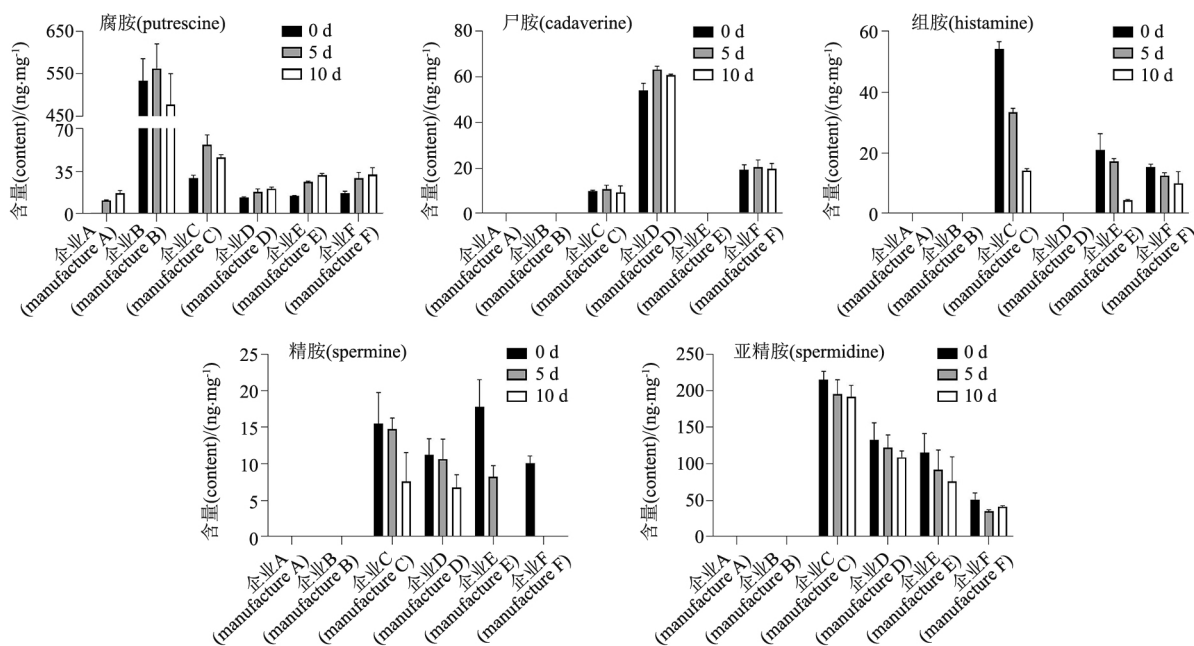 腐胺(putrescine)
0 d
5 d
10 d
650
550
450
70
35
0
含量(content)/(ng·mg⁻¹)
企业A
(manufacture A)
企业B
(manufacture B)
企业C
(manufacture C)
企业D
(manufacture D)
企业E
(manufacture E)
企业F
(manufacture F)
尸胺(cadaverine)
0 d
5 d
10 d
80
60
40
20
0
含量(content)/(ng·mg⁻¹)
企业A
(manufacture A)
企业B
(manufacture B)
企业C
(manufacture C)
企业D
(manufacture D)
企业E
(manufacture E)
企业F
(manufacture F)
组胺(histamine)
0 d
5 d
10 d
60
40
20
0
含量(content)/(ng·mg⁻¹)
企业A
(manufacture A)
企业B
(manufacture B)
企业C
(manufacture C)
企业D
(manufacture D)
企业E
(manufacture E)
企业F
(manufacture F)
精胺(spermine)
0 d
5 d
10 d
25
20
15
10
5
0
含量(content)/(ng·mg⁻¹)
企业A
(manufacture A)
企业B
(manufacture B)
企业C
(manufacture C)
企业D
(manufacture D)
企业E
(manufacture E)
企业F
(manufacture F)
亚精胺(spermidine)
0 d
5 d
10 d
250
200
150
100
50
0
含量(content)/(ng·mg⁻¹)
企业A
(manufacture A)
企业B
(manufacture B)
企业C
(manufacture C)
企业D
(manufacture D)
企业E
(manufacture E)
企业F
(manufacture F)